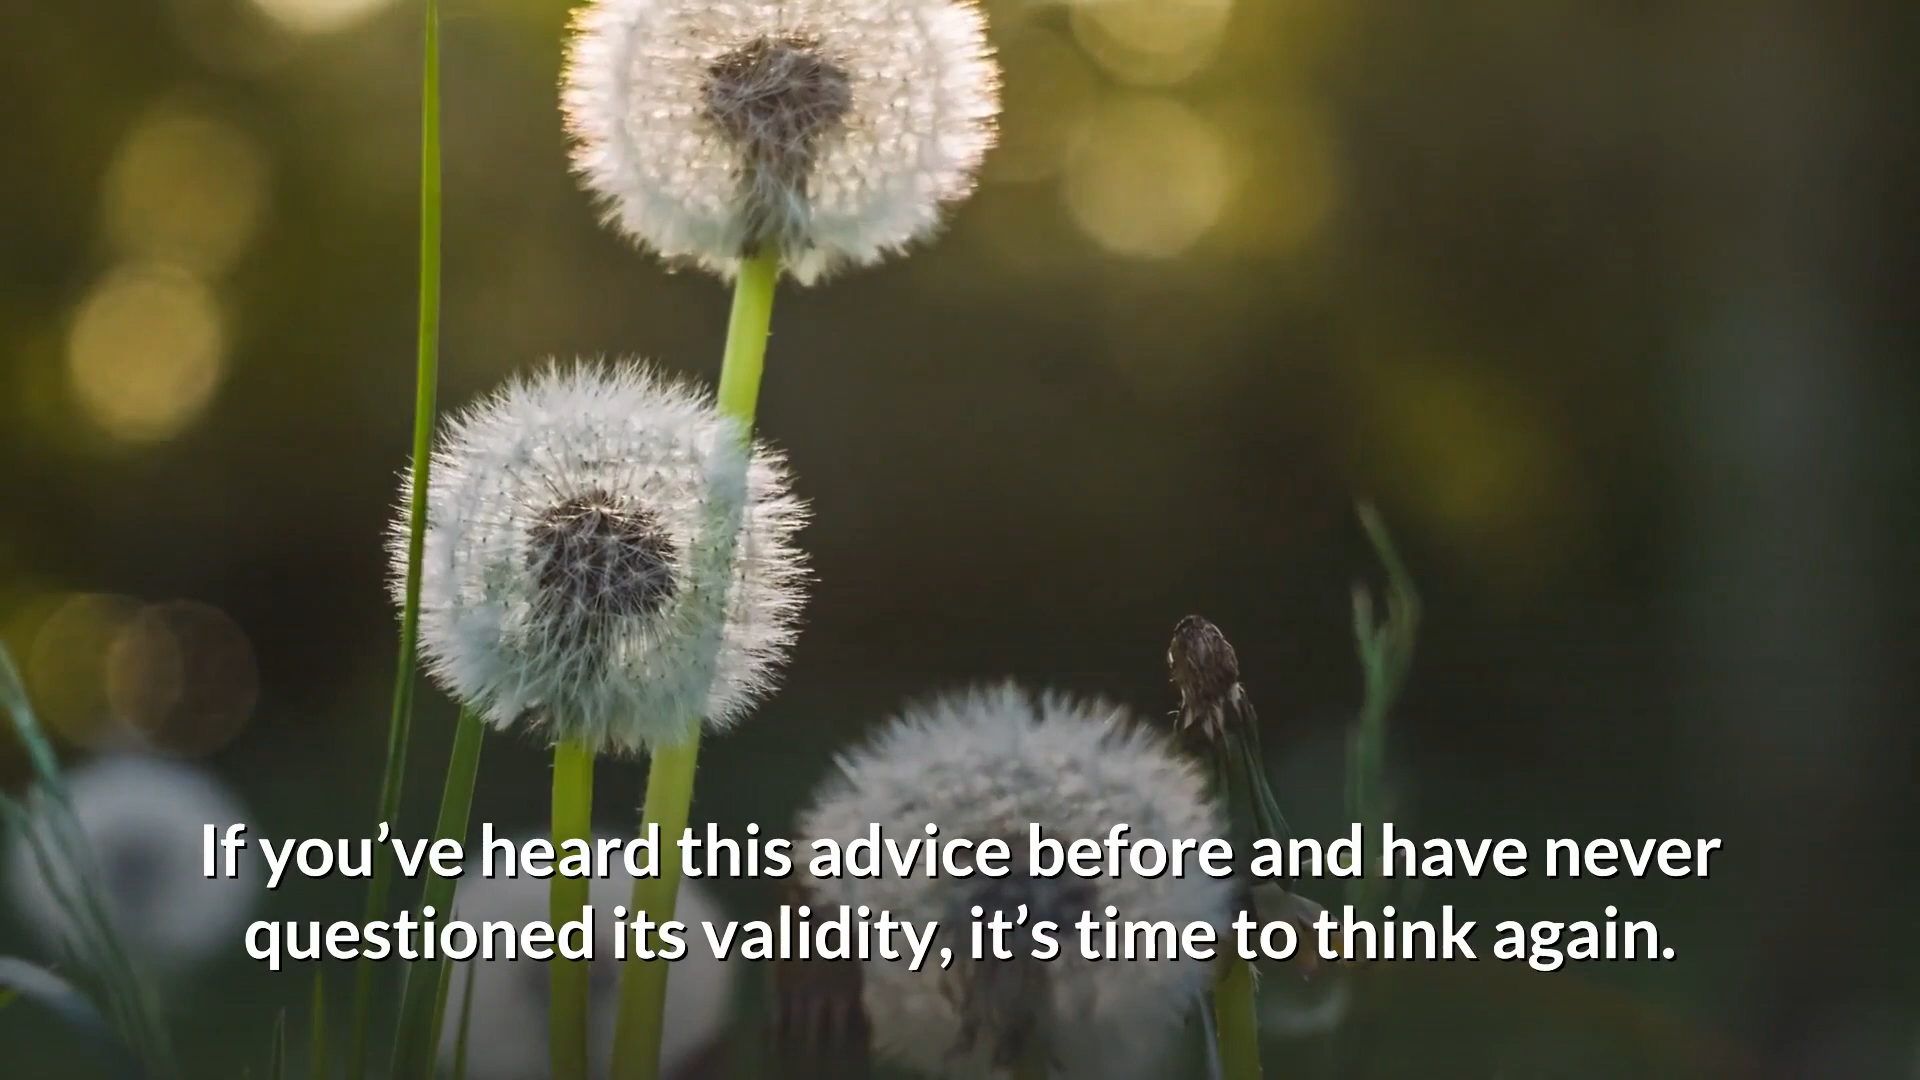 If you’ve heard this advice before and have never
questioned its validity, it’s time to think again.